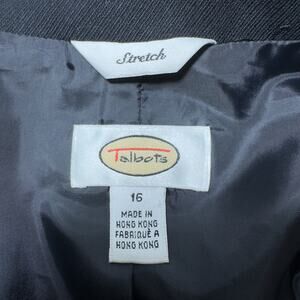 Stretch
Talbots
16
MADE IN
HONG KONG
FABRIQUÉ À
HONG KONG